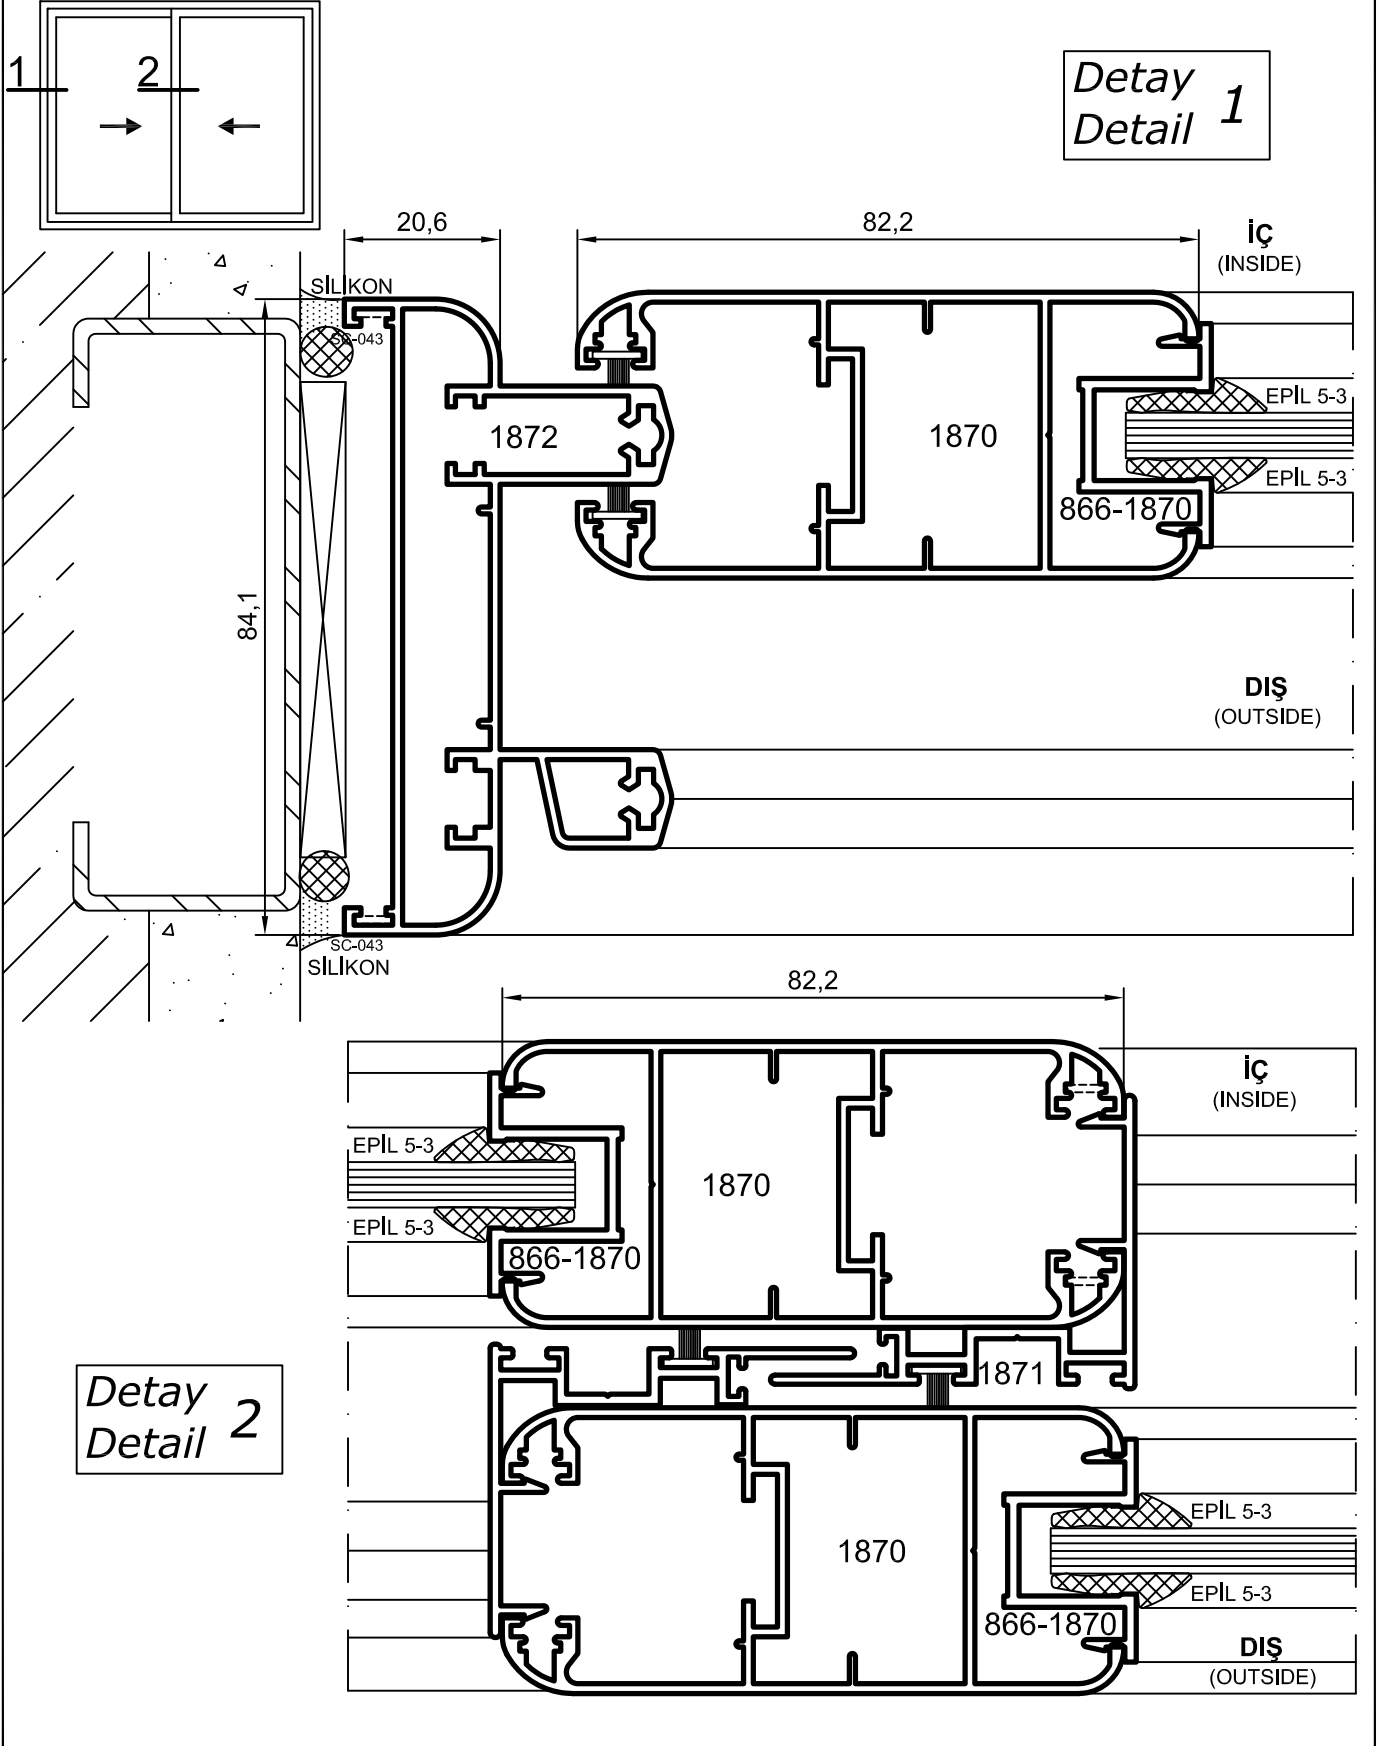 1
2
Detay
Detail 1
20,6
82,2
İÇ
(INSIDE)
SİLİKON
SC-043
EPİL 5-3
1872
1870
EPİL 5-3
866-1870
84,1
DIŞ
(OUTSIDE)
SC-043
SİLİKON
82,2
İÇ
(INSIDE)
EPİL 5-3
1870
EPİL 5-3
866-1870
1871
Detay
Detail 2
EPİL 5-3
1870
EPİL 5-3
866-1870
DIŞ
(OUTSIDE)